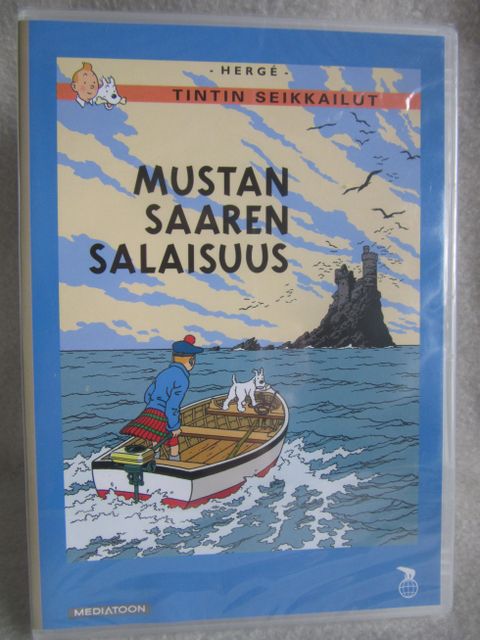 - HERGÉ -
TINTIN SEIKKAILUT
MUSTAN
SAAREN
SALAISUUS
MEDIATOON